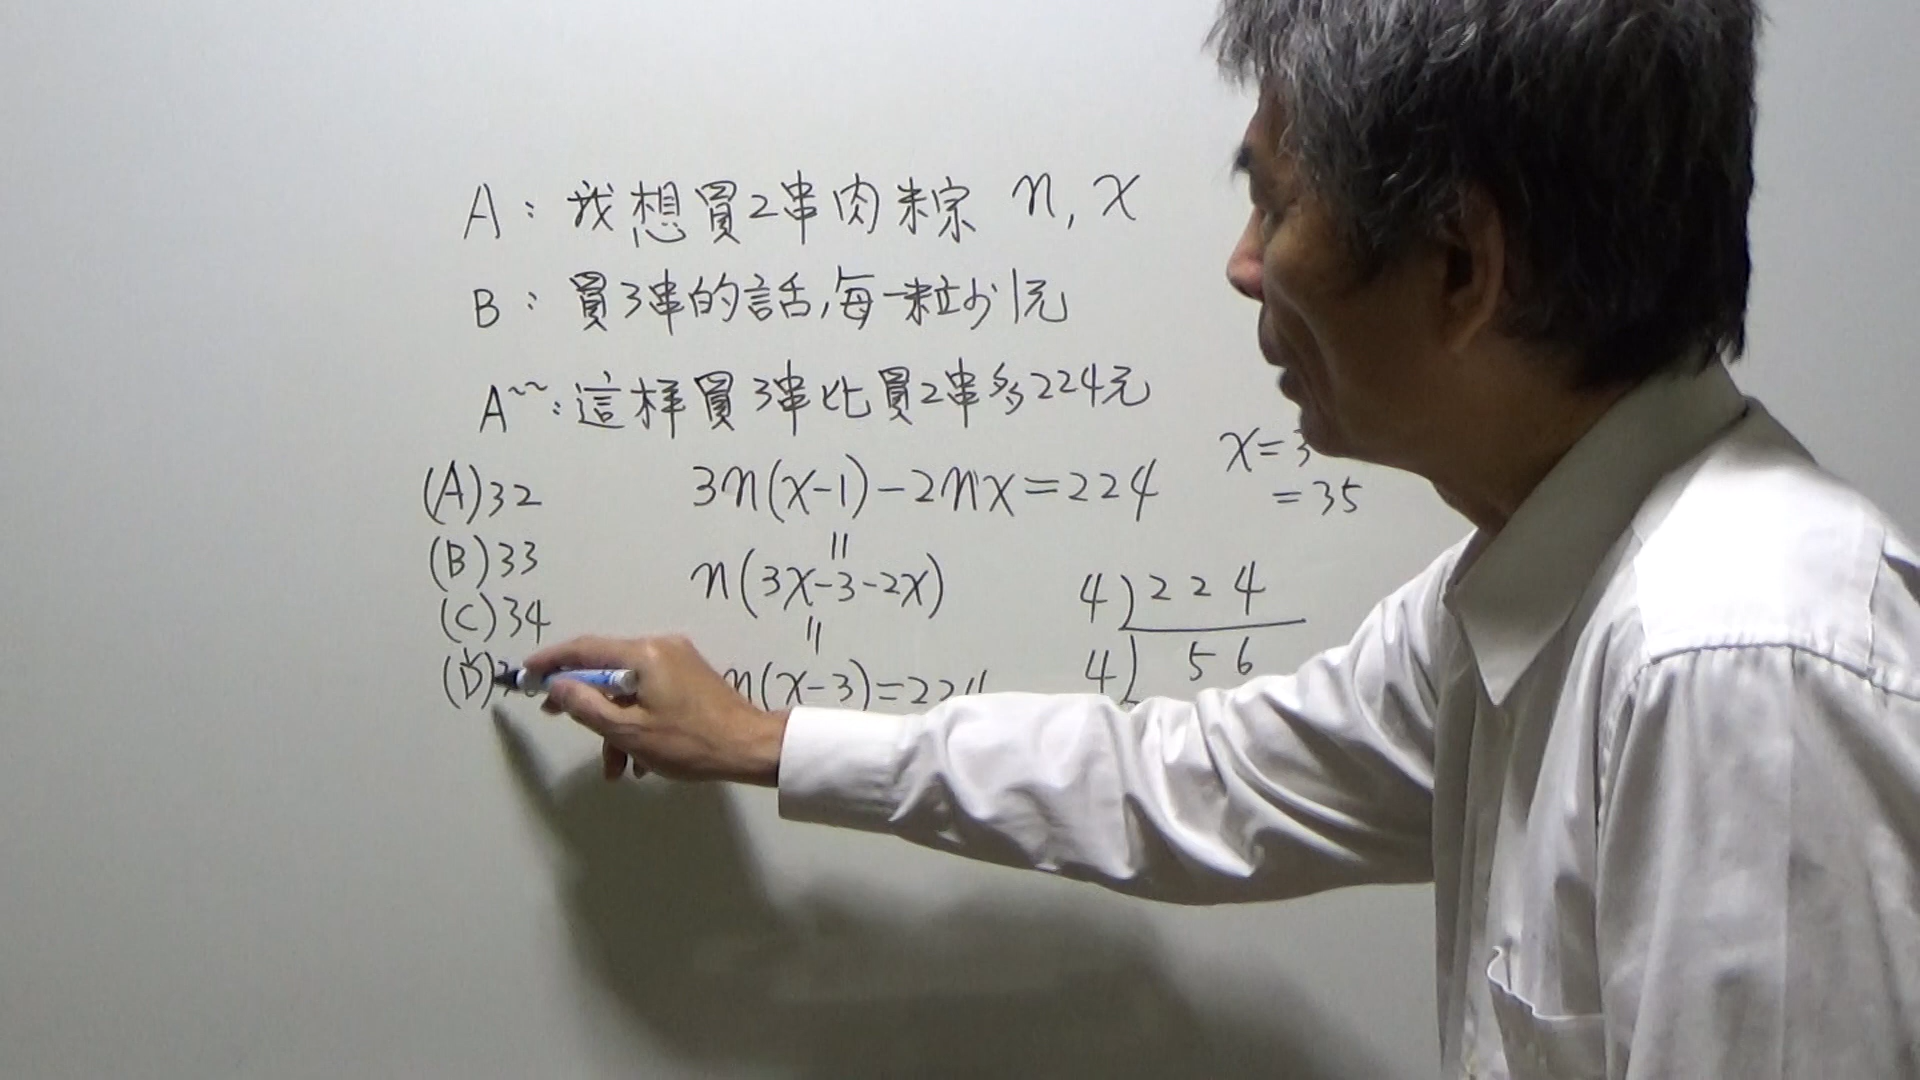 A：我想買2串肉粽 n, x
B：買3串的話,每一粒少1元
A~~：這样買3串比買2串多224元
(A)32
(B)33
(C)34
(D)
3n(x-1)-2nx=224
=
n(3x-3-2x)
=
n(x-3)=224
x=3
=35
4)224
4)56